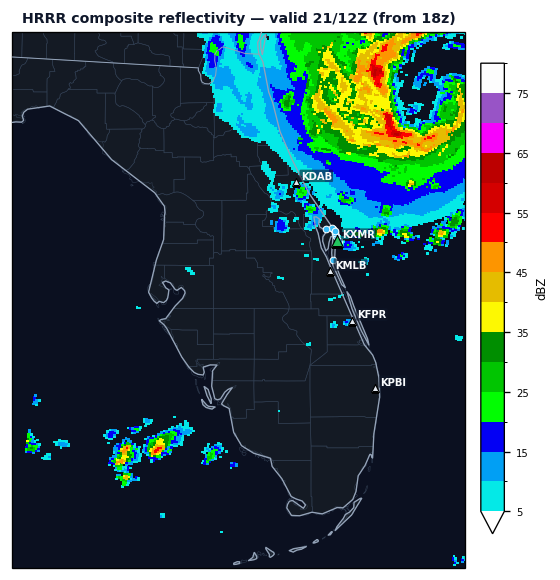 HRRR composite reflectivity — valid 21/12Z (from 18z)
KDAB
KXMR
KMLB
KFPR
KPBI
75
65
55
45
35
25
15
5
dBZ